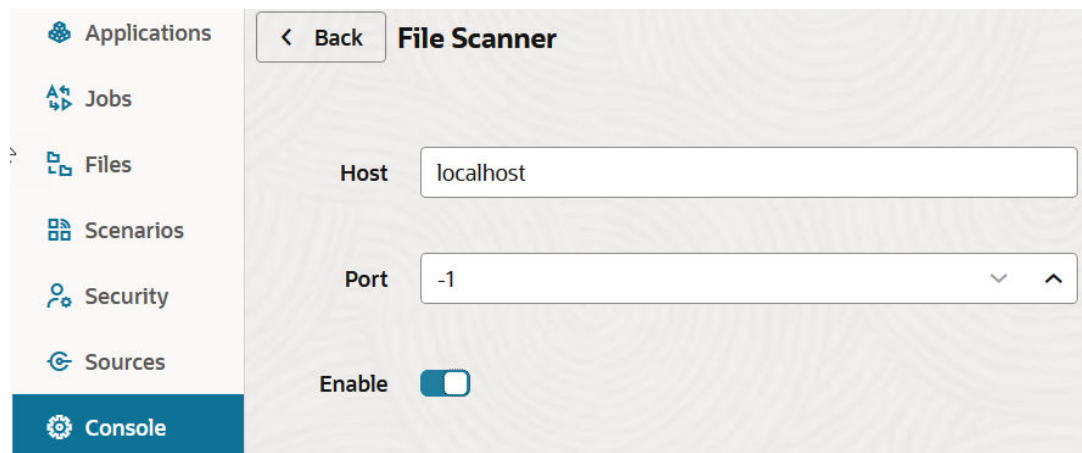 Applications
Back
File Scanner
Jobs
Files
Host
localhost
Scenarios
Security
Port
-1
Sources
Enable
Console